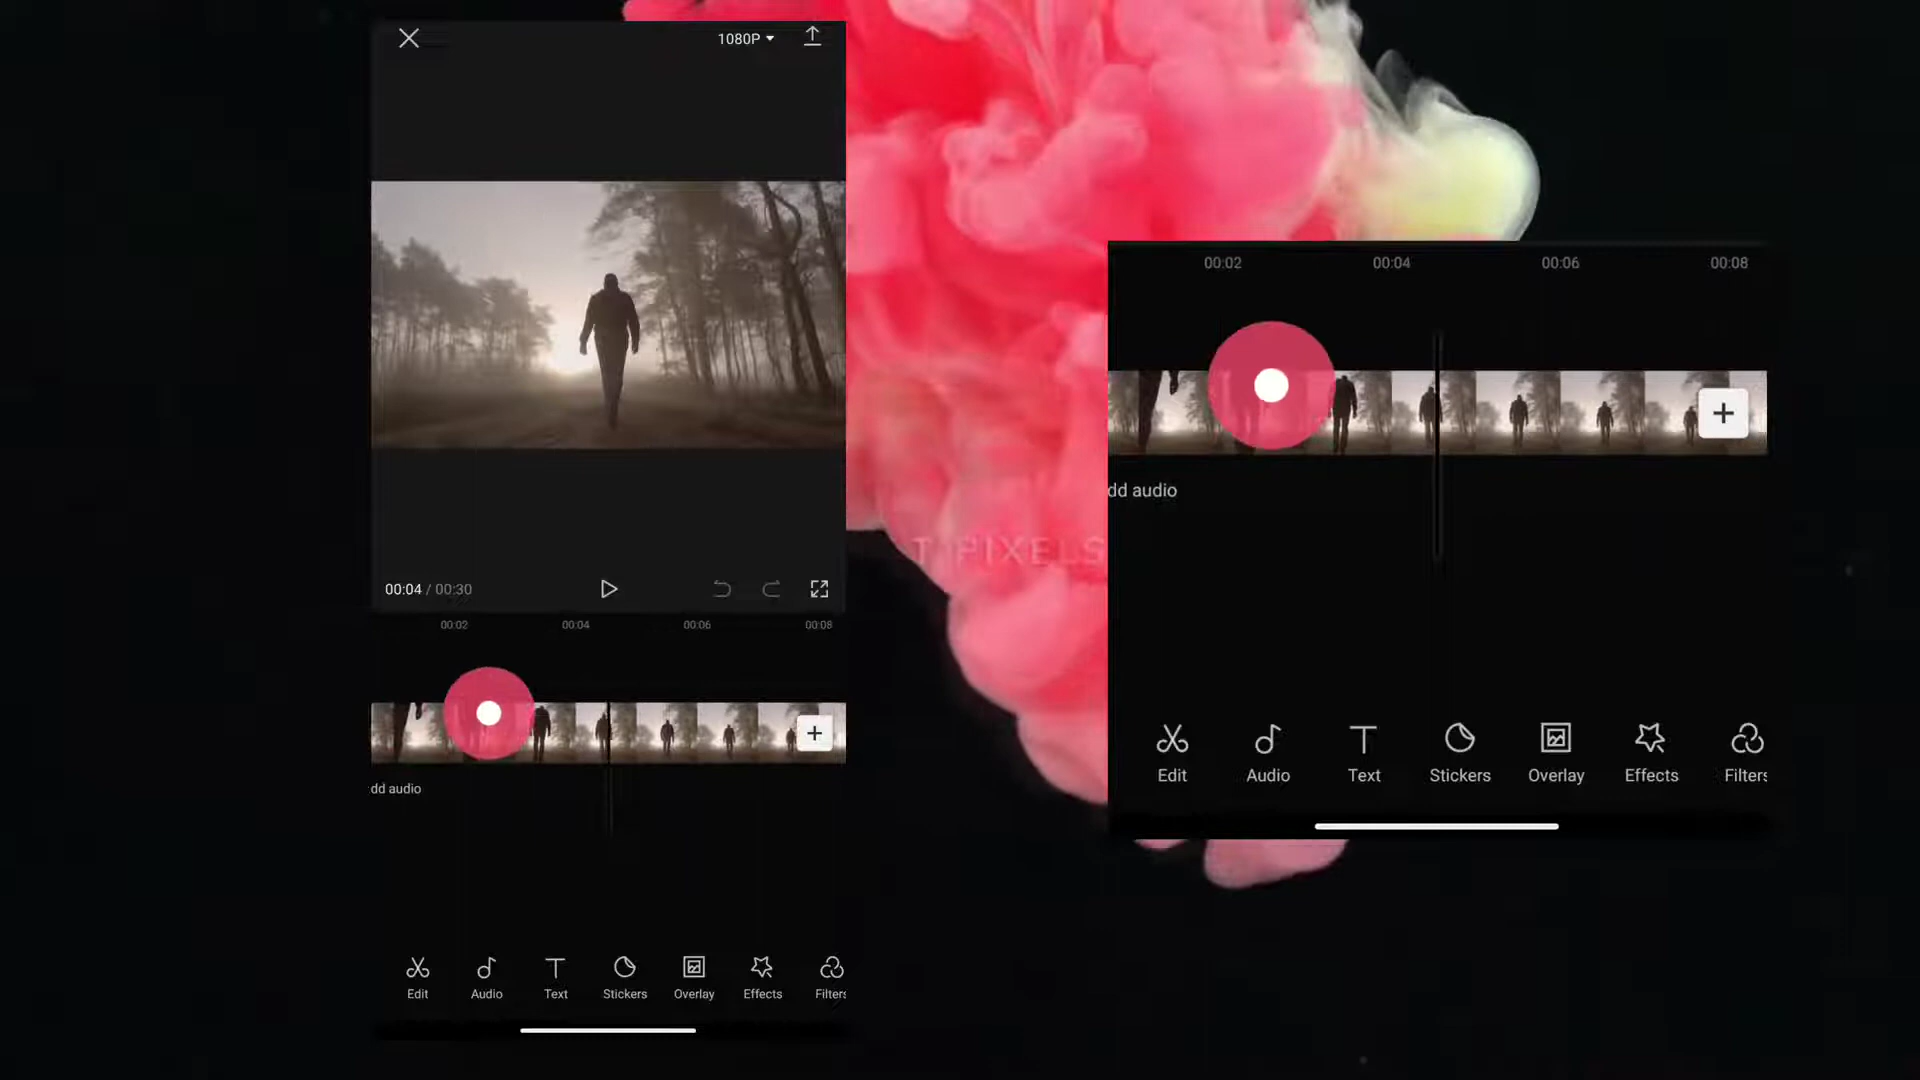 1080P
00:04 / 00:30
00:02 00:04 00:06 00:08
dd audio
Edit Audio Text Stickers Overlay Effects Filters
T PIXELS
00:02 00:04 00:06 00:08
dd audio
Edit Audio Text Stickers Overlay Effects Filters